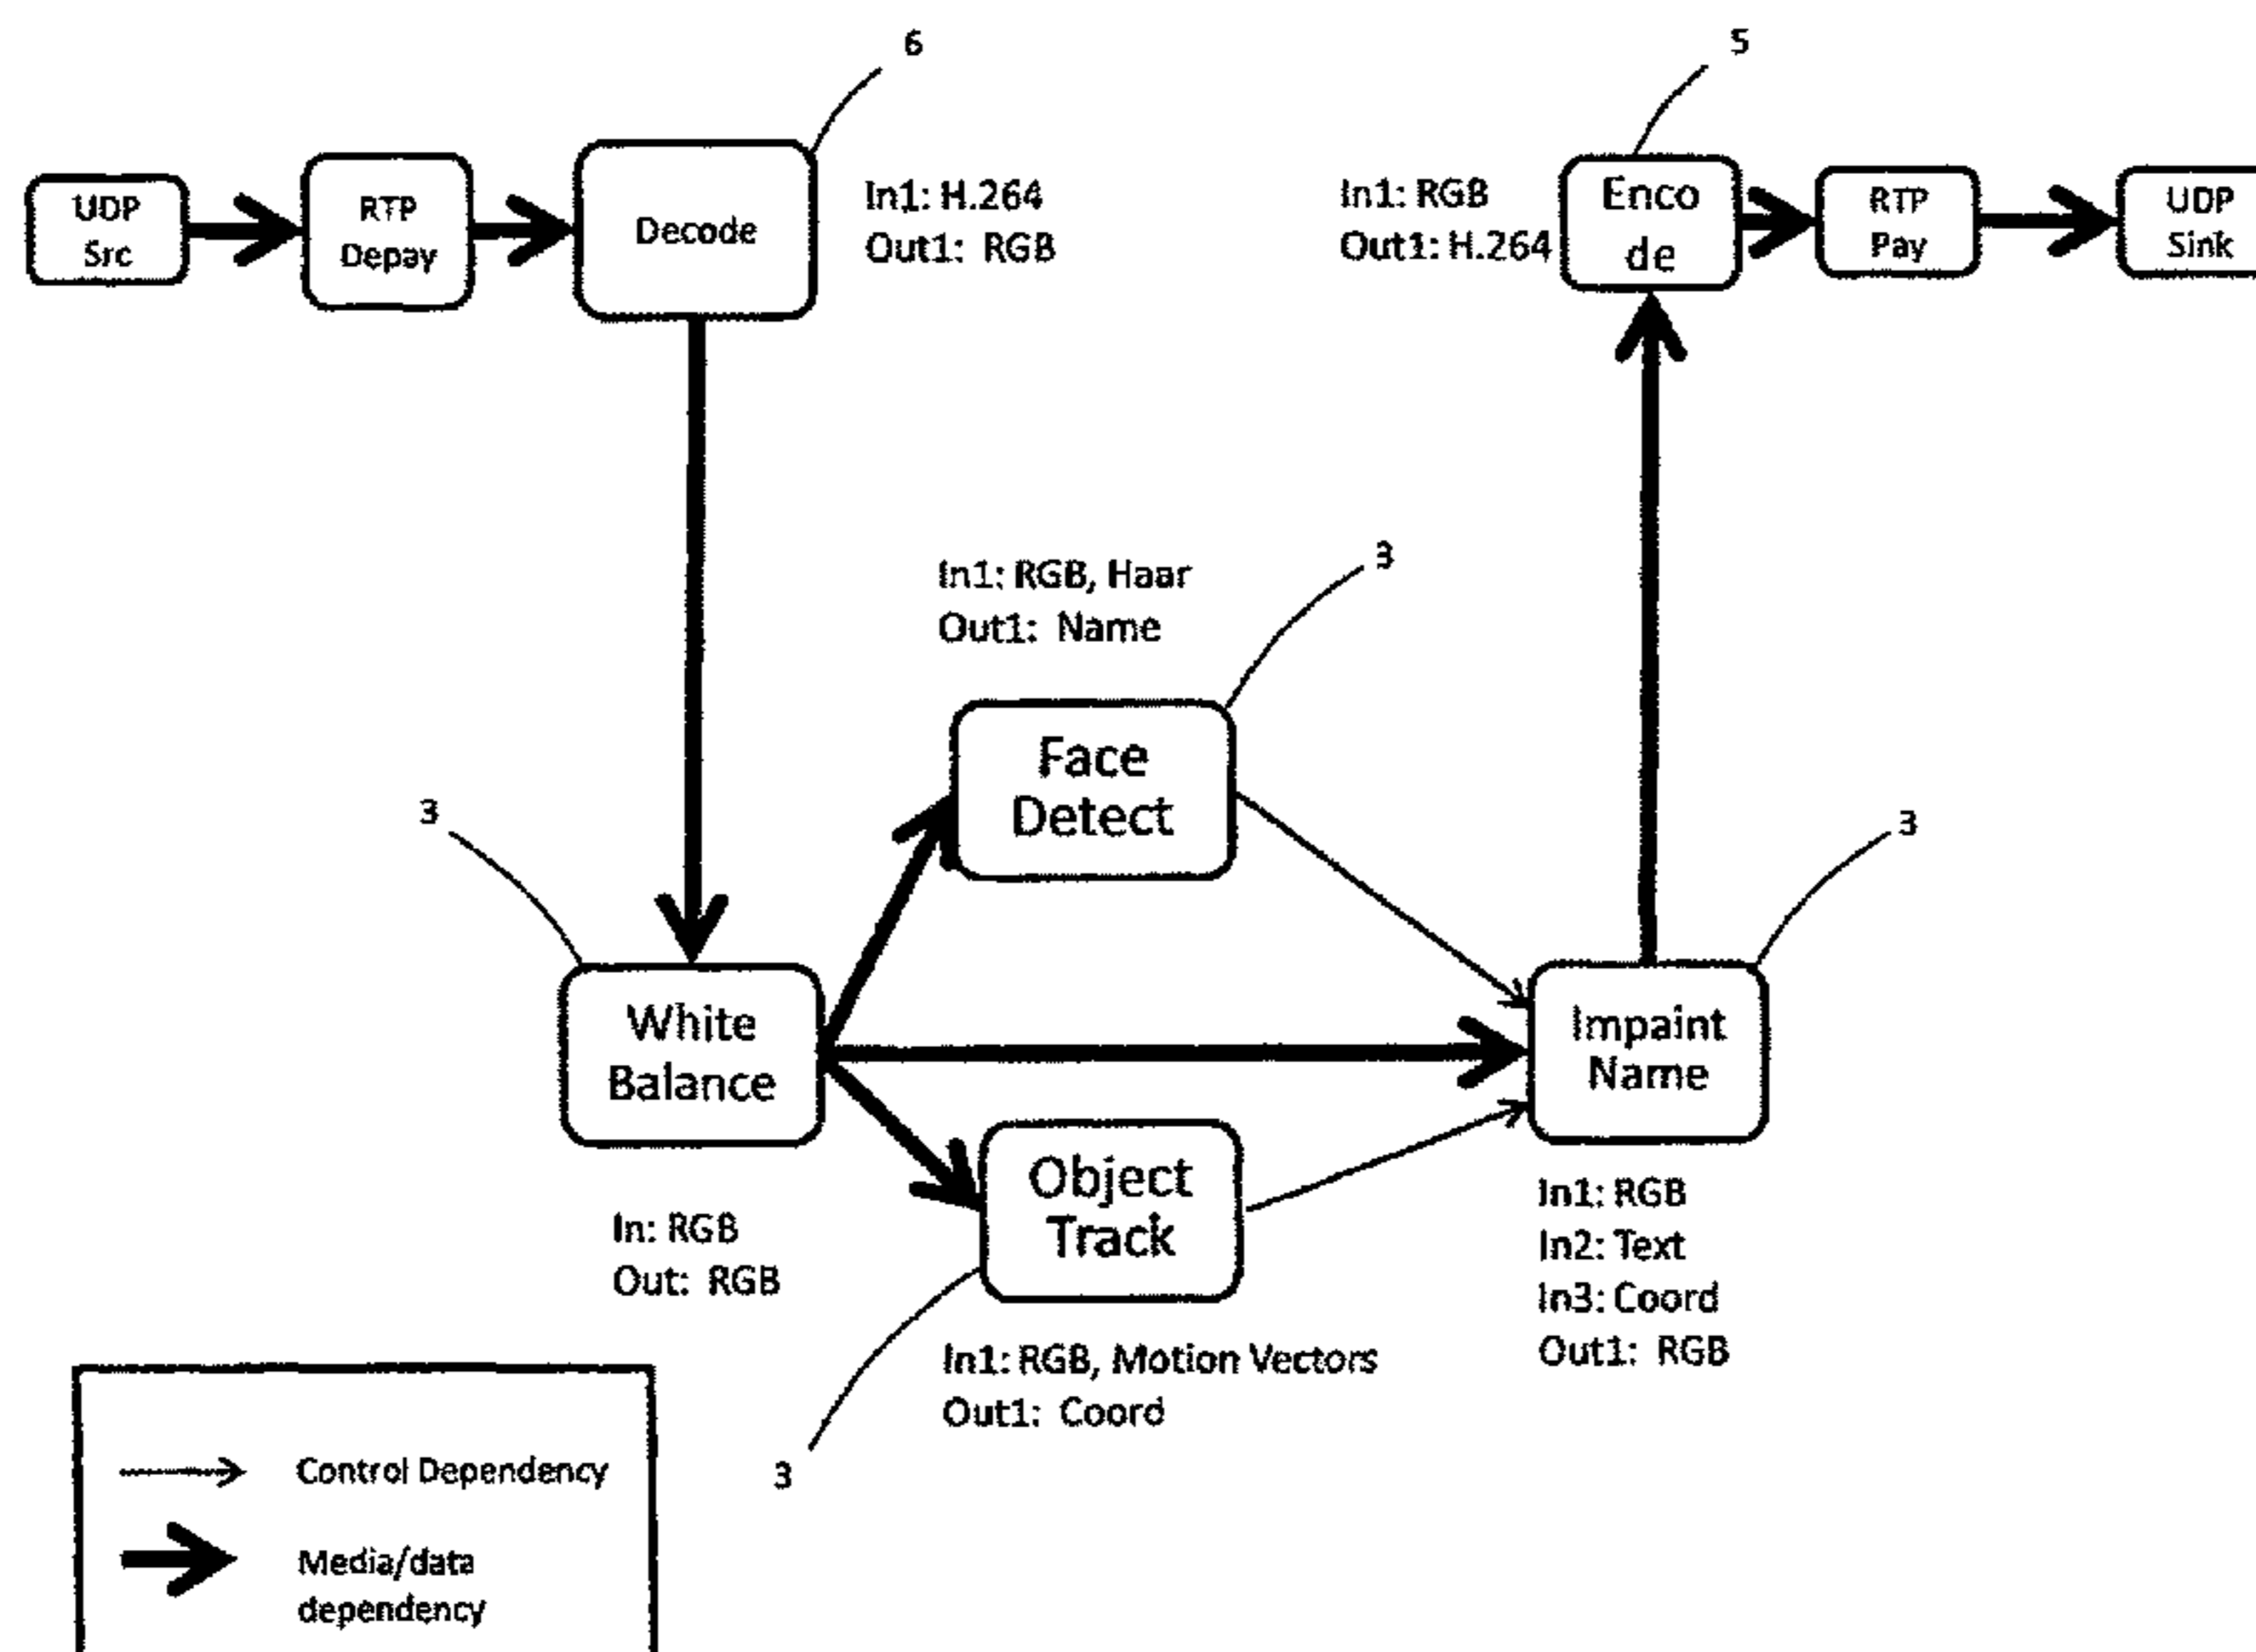 6
5
UDP
Src
RTP
Depay
Decode
In1: H.264
Out1: RGB
In1: RGB
Out1: H.264
Enco
de
RTP
Pay
UDP
Sink
In1: RGB, Haar
Out1: Name
3
Face
Detect
3
3
White
Balance
In: RGB
Out: RGB
Object
Track
In1: RGB, Motion Vectors
Out1: Coord
3
Impaint
Name
In1: RGB
In2: Text
In3: Coord
Out1: RGB
Control Dependency
Media/data
dependency